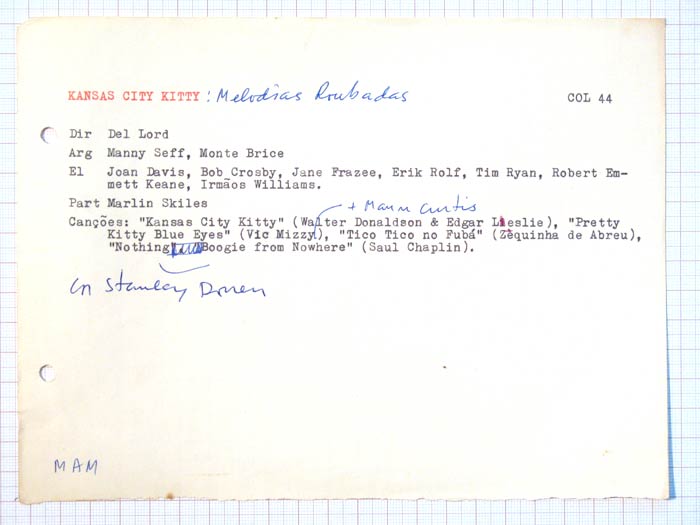 KANSAS CITY KITTY : Melodias Roubadas COL 44
Dir Del Lord
Arg Manny Seff, Monte Brice
El Joan Davis, Bob Crosby, Jane Frazee, Erik Rolf, Tim Ryan, Robert Em-
mett Keane, Irmãos Williams.
Part Marlin Skiles
+ Mann Curtis
Canções: "Kansas City Kitty" (Walter Donaldson & Edgar Leslie), "Pretty
Kitty Blue Eyes" (Vic Mizzy), "Tico Tico no Fubá" (Zequinha de Abreu),
"Nothing Boogie from Nowhere" (Saul Chaplin).
Cn Stanley Donen
MAM